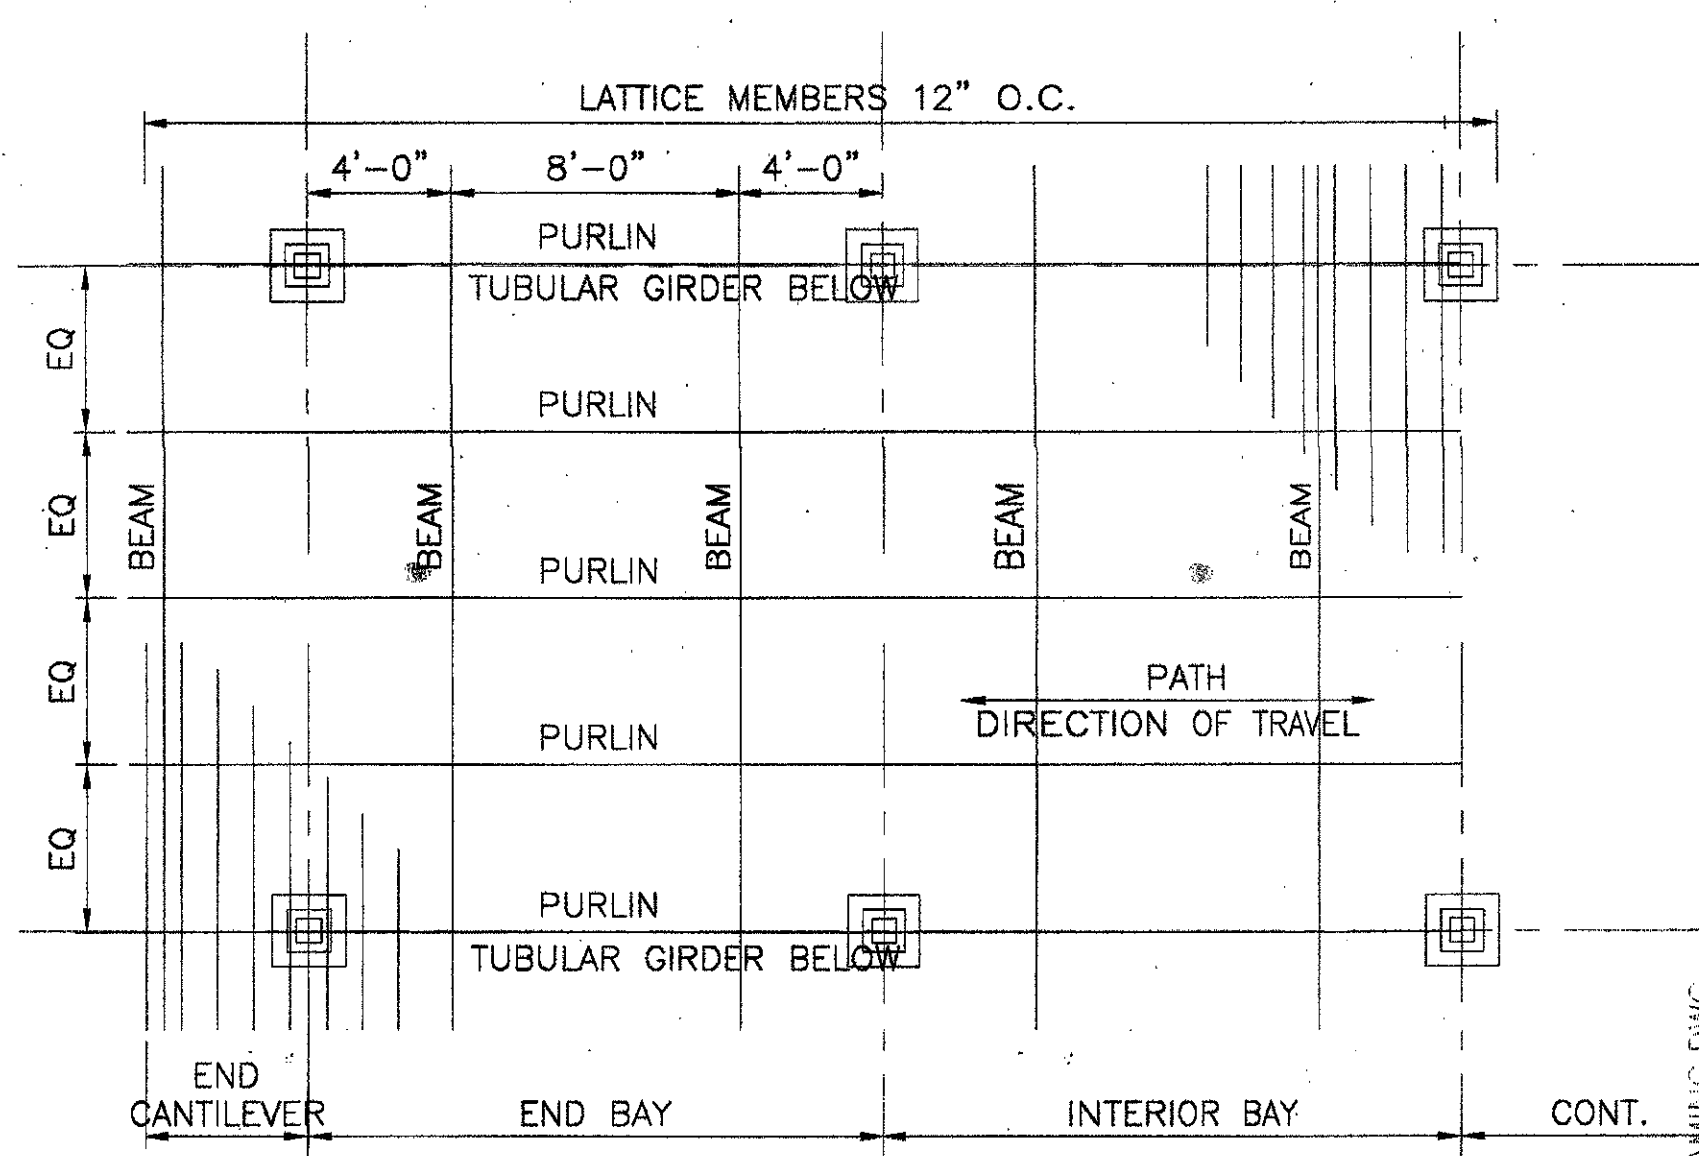 LATTICE MEMBERS 12" O.C.
4'-0" 8'-0" 4'-0"
PURLIN
TUBULAR GIRDER BELOW
EQ
PURLIN
EQ
BEAM BEAM BEAM BEAM BEAM
PURLIN
EQ
PATH
DIRECTION OF TRAVEL
PURLIN
EQ
PURLIN
TUBULAR GIRDER BELOW
END
CANTILEVER
END BAY
INTERIOR BAY
CONT.